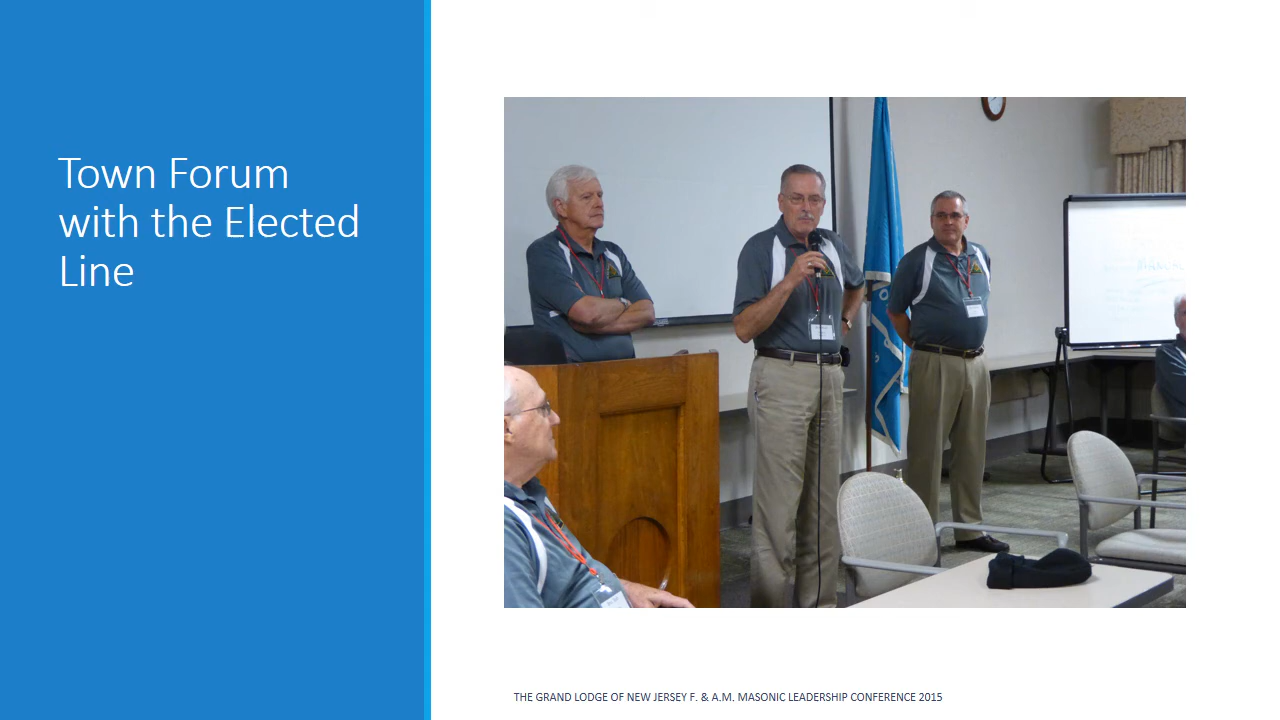 Town Forum
with the Elected
Line
THE GRAND LODGE OF NEW JERSEY F. & A.M. MASONIC LEADERSHIP CONFERENCE 2015